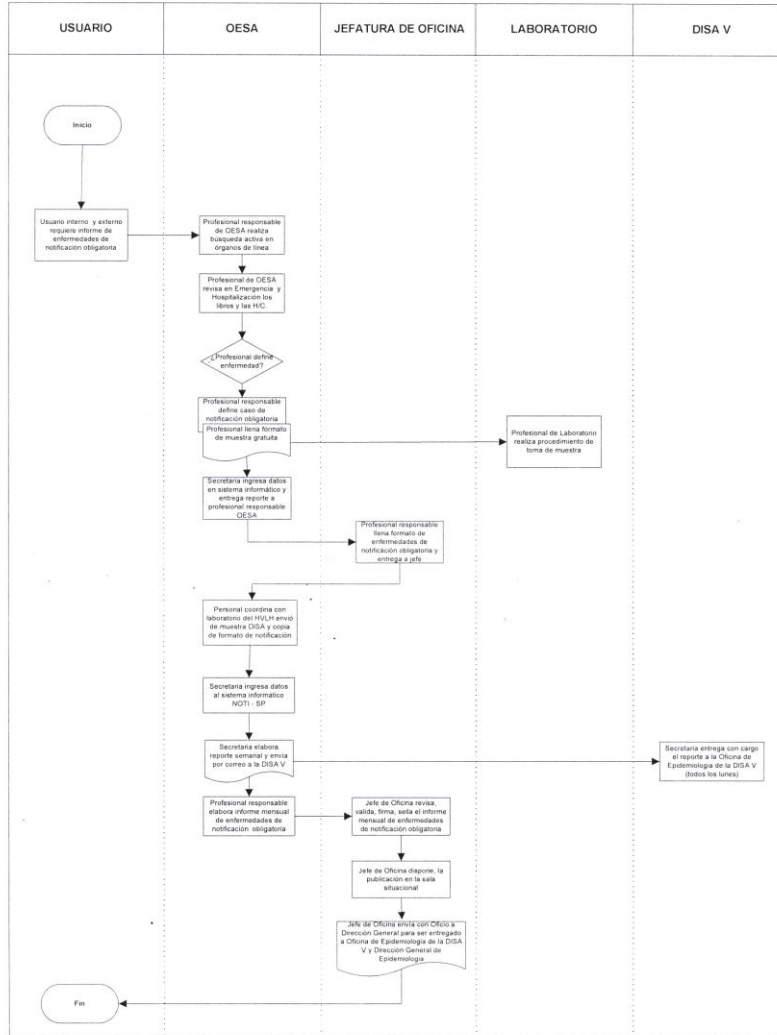 USUARIO
OESA
JEFATURA DE OFICINA
LABORATORIO
DISA V
Inicio
Usuario interno y externo
requiere informe de
enfermedades de
notificación obligatoria
Profesional responsable
de OESA realiza
búsqueda activa en
órganos de línea
Profesional de OESA
revisa en Emergencia y
Hospitalización los
libros y las H/C.
¿Profesional define
enfermedad?
Profesional responsable
define caso de
notificación obligatoria
Profesional llena formato
de muestra gratuita
Profesional de Laboratorio
realiza procedimiento de
toma de muestra
Secretaria ingresa datos
en sistema informático y
entrega reporte a
profesional responsable
OESA
Profesional responsable
llena formato de
enfermedades de
notificación obligatoria y
entrega a jefe
Personal coordina con
laboratorio del HVLH envió
de muestra DISA y copia
de formato de notificación
Secretaria ingresa datos
al sistema informático
NOTI - SP
Secretaria elabora
reporte semanal y envia
por correo a la DISA V
Secretaria entrega con cargo
el reporte a la Oficina de
Epidemiologia de la DISA V
(todos los lunes)
Profesional responsable
elabora informe mensual
de enfermedades de
notificación obligatoria
Jefe de Oficina revisa,
valida, firma, sella el informe
mensual de enfermedades
de notificación obligatoria
Jefe de Oficina dispone, la
publicación en la sala
situacional
Jefe de Oficina envia con Oficio a
Dirección General para ser entregado
a Oficina de Epidemiologia de la DISA
V y Dirección General de
Epidemiologia
Fin